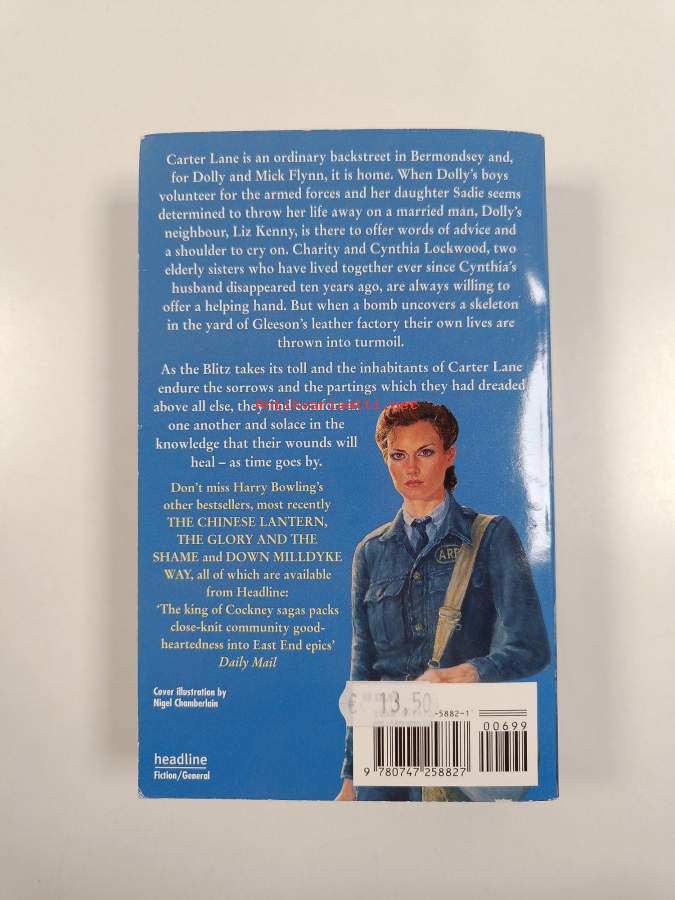 Carter Lane is an ordinary backstreet in Bermondsey and,
for Dolly and Mick Flynn, it is home. When Dolly's boys
volunteer for the armed forces and her daughter Sadie seems
determined to throw her life away on a married man, Dolly's
neighbour, Liz Kenny, is there to offer words of advice and
a shoulder to cry on. Charity and Cynthia Lockwood, two
elderly sisters who have lived together ever since Cynthia's
husband disappeared ten years ago, are always willing to
offer a helping hand. But when a bomb uncovers a skeleton
in the yard of Gleeson's leather factory their own lives are
thrown into turmoil.
As the Blitz takes its toll and the inhabitants of Carter Lane
endure the sorrows and the partings which they had dreaded
above all else, they find comfort in
one another and solace in the
knowledge that their wounds will
heal – as time goes by.
Don't miss Harry Bowling's
other bestsellers, most recently
THE CHINESE LANTERN,
THE GLORY AND THE
SHAME and DOWN MILLDYKE
WAY, all of which are available
from Headline:
'The king of Cockney sagas packs
close-knit community good-
heartedness into East End epics'
Daily Mail
ARP
Cover illustration by
Nigel Chamberlain
headline
Fiction/General
€ 13,50
-5882-1
00699
9 780747 258827